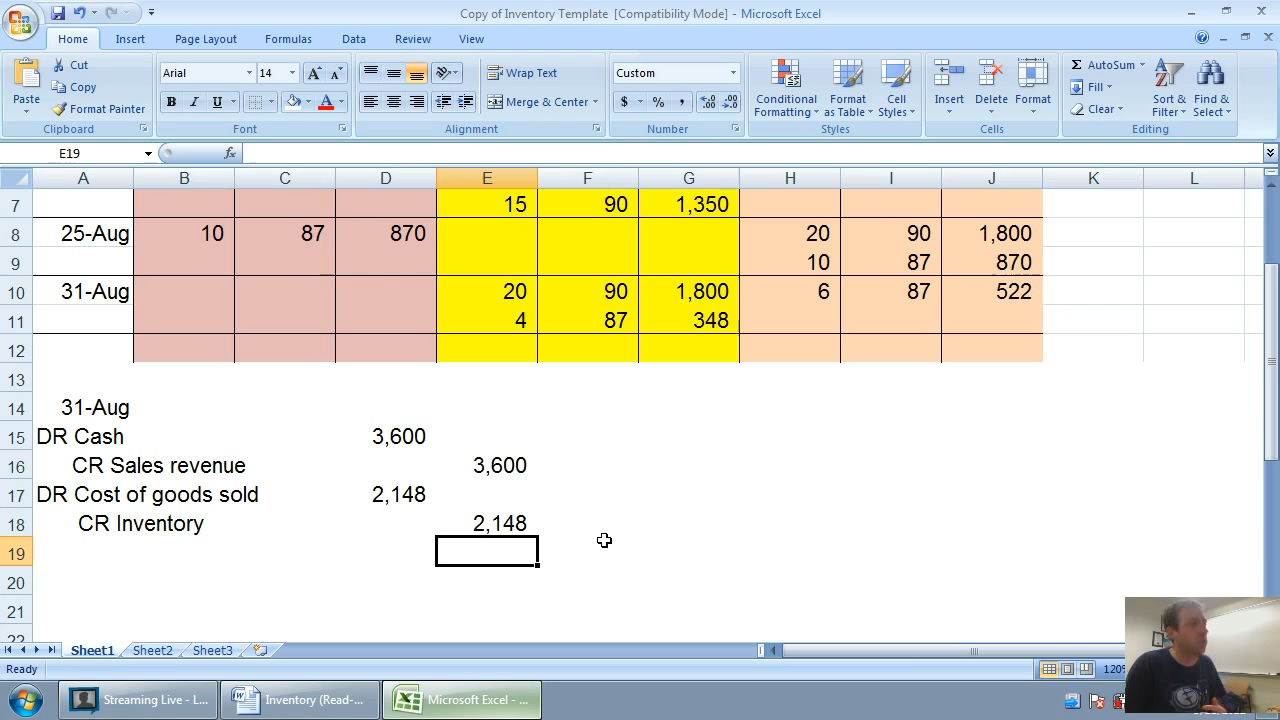 Copy of Inventory Template [Compatibility Mode] - Microsoft Excel
Home Insert Page Layout Formulas Data Review View
Paste Cut Copy Format Painter
Arial 14
B I U A
Wrap Text
Merge & Center
Custom
$ % ,
Conditional Formatting Format as Table Cell Styles
Insert Delete Format
Σ AutoSum Fill Clear Sort & Filter Find & Select
Clipboard Font Alignment Number Styles Cells Editing
E19 fx
A B C D E F G H I J K L
7 15 90 1,350
8 25-Aug 10 87 870 20 90 1,800
9 10 87 870
10 31-Aug 20 90 1,800 6 87 522
11 4 87 348
12
13
14 31-Aug
15 DR Cash 3,600
16 CR Sales revenue 3,600
17 DR Cost of goods sold 2,148
18 CR Inventory 2,148
19
20
21
22
Sheet1 Sheet2 Sheet3
Ready 120%
Streaming Live - L... Inventory (Read-... Microsoft Excel - ...